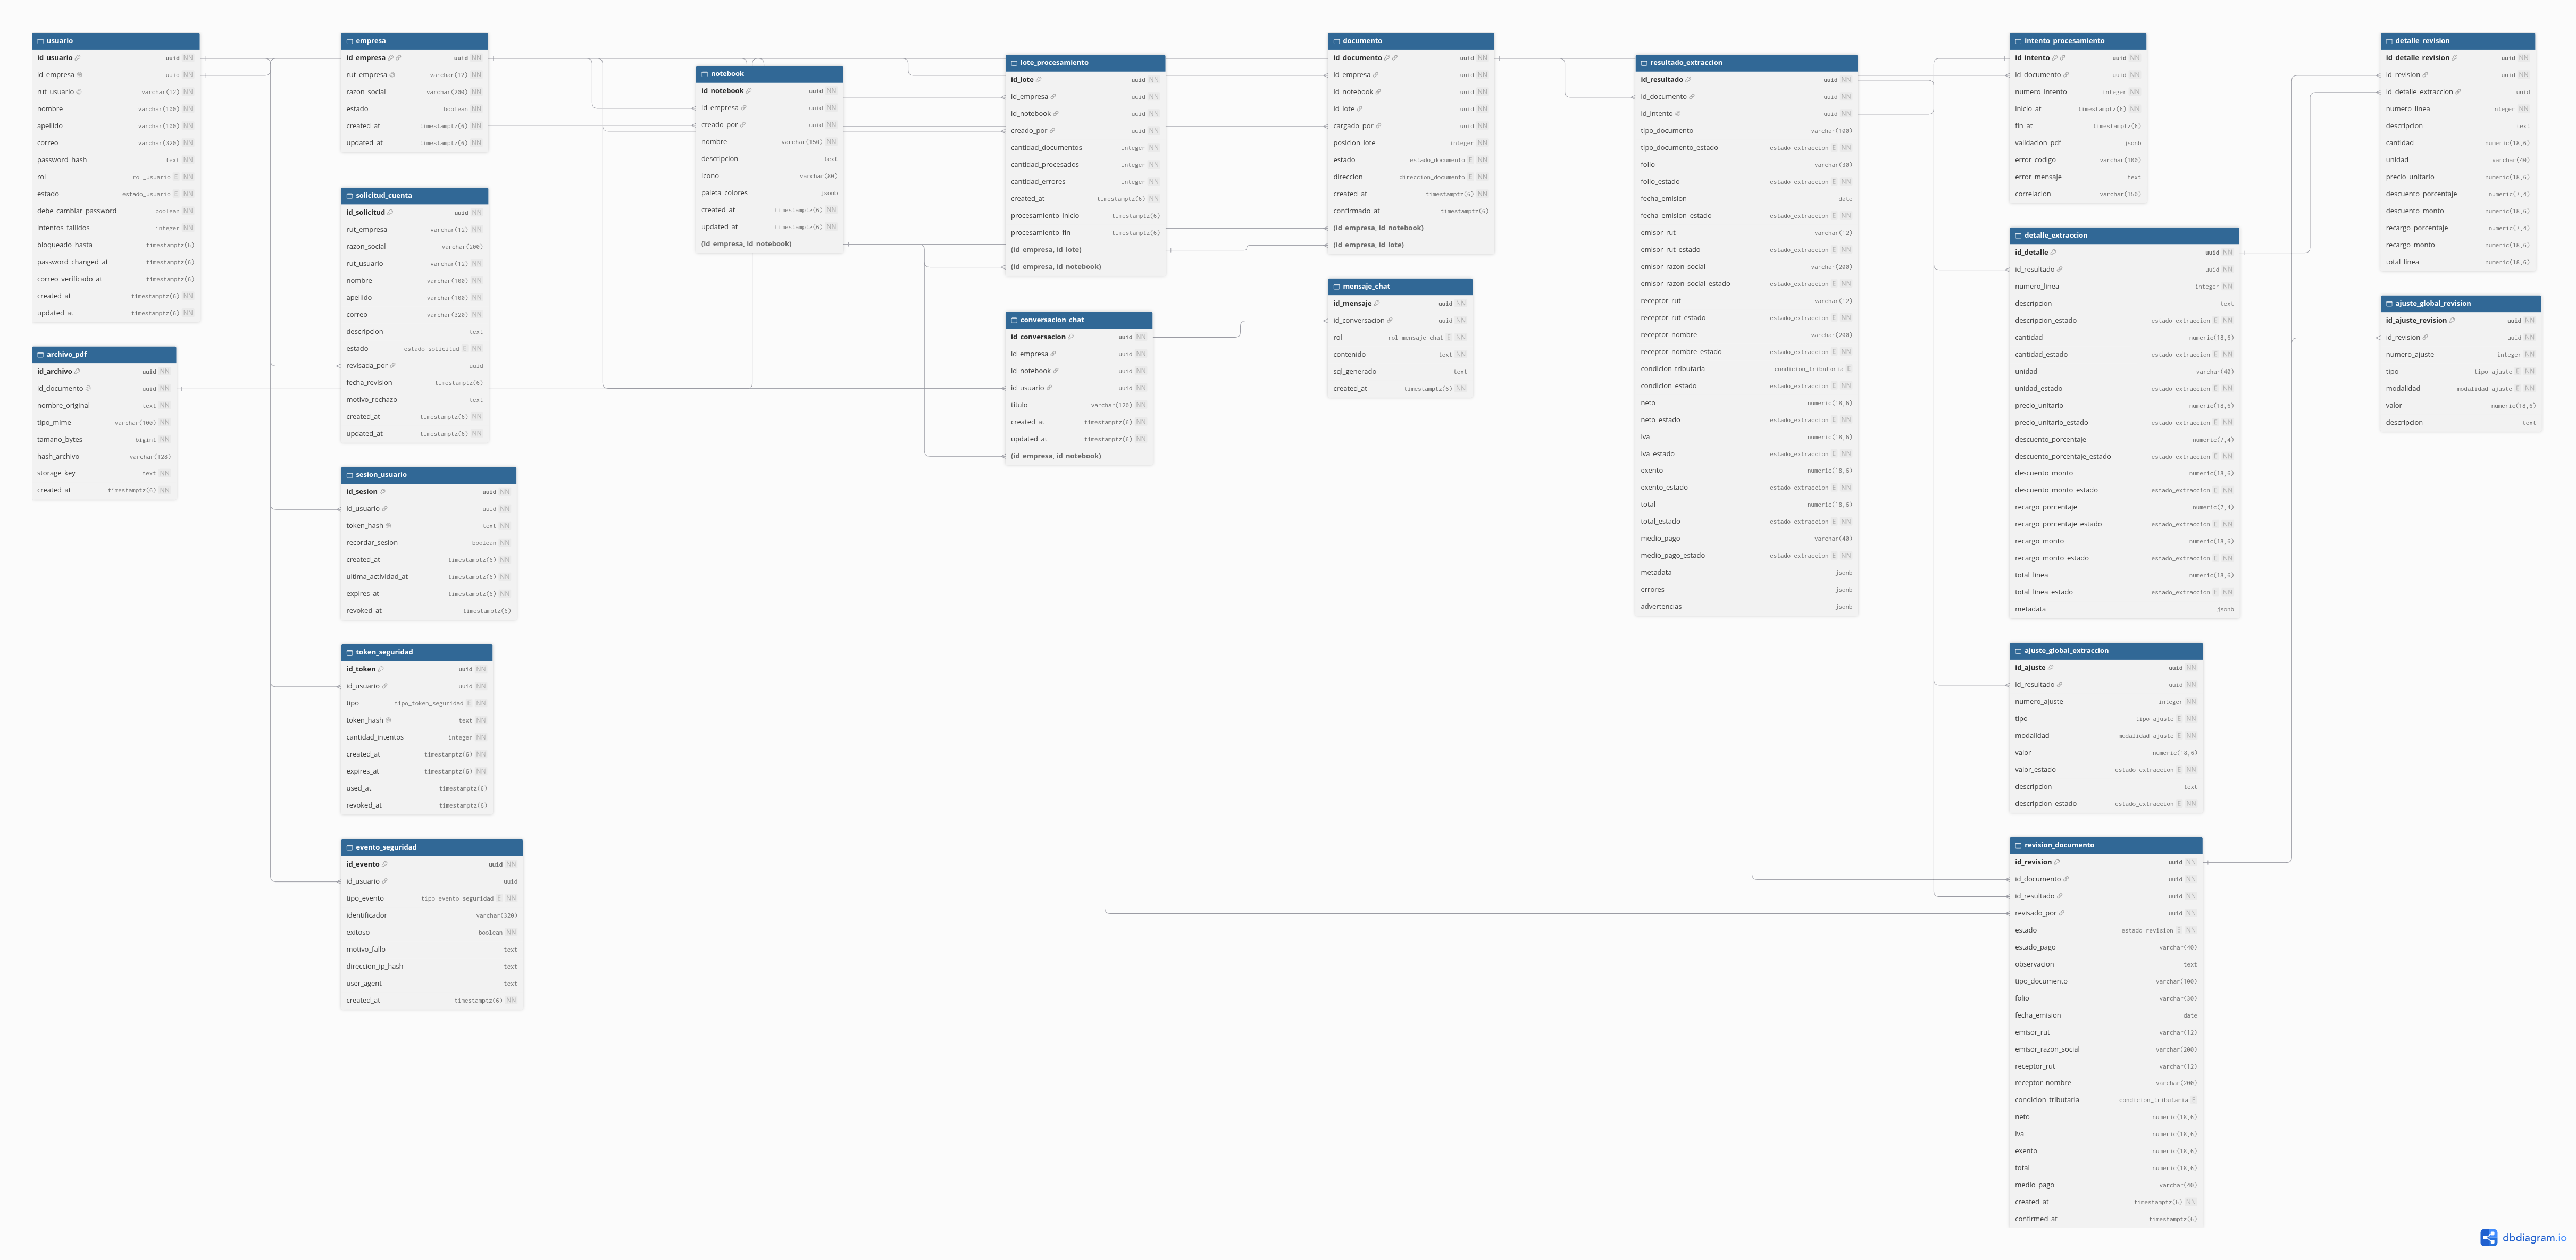 usuario
id_usuario uuid NN
id_empresa uuid NN
rut_usuario varchar(12) NN
nombre varchar(100) NN
apellido varchar(100) NN
correo varchar(320) NN
password_hash text NN
rol rol_usuario E NN
estado estado_usuario E NN
debe_cambiar_password boolean NN
intentos_fallidos integer NN
bloqueado_hasta timestamptz(6)
password_changed_at timestamptz(6)
correo_verificado_at timestamptz(6)
created_at timestamptz(6) NN
updated_at timestamptz(6) NN
archivo_pdf
id_archivo uuid NN
id_documento uuid NN
nombre_original text NN
tipo_mime varchar(100) NN
tamano_bytes bigint NN
hash_archivo varchar(128)
storage_key text NN
created_at timestamptz(6) NN
empresa
id_empresa uuid NN
rut_empresa varchar(12) NN
razon_social varchar(200) NN
estado boolean NN
created_at timestamptz(6) NN
updated_at timestamptz(6) NN
solicitud_cuenta
id_solicitud uuid NN
rut_empresa varchar(12) NN
razon_social varchar(200)
rut_usuario varchar(12) NN
nombre varchar(100) NN
apellido varchar(100) NN
correo varchar(320) NN
descripcion text
estado estado_solicitud E NN
revisada_por uuid
fecha_revision timestamptz(6)
motivo_rechazo text
created_at timestamptz(6) NN
updated_at timestamptz(6) NN
sesion_usuario
id_sesion uuid NN
id_usuario uuid NN
token_hash text NN
recordar_sesion boolean NN
created_at timestamptz(6) NN
ultima_actividad_at timestamptz(6) NN
expires_at timestamptz(6) NN
revoked_at timestamptz(6)
token_seguridad
id_token uuid NN
id_usuario uuid NN
tipo tipo_token_seguridad E NN
token_hash text NN
cantidad_intentos integer NN
created_at timestamptz(6) NN
expires_at timestamptz(6) NN
used_at timestamptz(6)
revoked_at timestamptz(6)
evento_seguridad
id_evento uuid NN
id_usuario uuid
tipo_evento tipo_evento_seguridad E NN
identificador varchar(320)
exitoso boolean NN
motivo_fallo text
direccion_ip_hash text
user_agent text
created_at timestamptz(6) NN
notebook
id_notebook uuid NN
id_empresa uuid NN
creado_por uuid NN
nombre varchar(150) NN
descripcion text
icono varchar(80)
paleta_colores jsonb
created_at timestamptz(6) NN
updated_at timestamptz(6) NN
(id_empresa, id_notebook)
lote_procesamiento
id_lote uuid NN
id_empresa uuid NN
id_notebook uuid NN
creado_por uuid NN
cantidad_documentos integer NN
cantidad_procesados integer NN
cantidad_errores integer NN
created_at timestamptz(6) NN
procesamiento_inicio timestamptz(6)
procesamiento_fin timestamptz(6)
(id_empresa, id_lote)
(id_empresa, id_notebook)
conversacion_chat
id_conversacion uuid NN
id_empresa uuid NN
id_notebook uuid NN
id_usuario uuid NN
titulo varchar(120) NN
created_at timestamptz(6) NN
updated_at timestamptz(6) NN
(id_empresa, id_notebook)
documento
id_documento uuid NN
id_empresa uuid NN
id_notebook uuid NN
id_lote uuid NN
cargado_por uuid NN
posicion_lote integer NN
estado estado_documento E NN
direccion direccion_documento E NN
created_at timestamptz(6) NN
confirmado_at timestamptz(6)
(id_empresa, id_notebook)
(id_empresa, id_lote)
mensaje_chat
id_mensaje uuid NN
id_conversacion uuid NN
rol rol_mensaje_chat E NN
contenido text NN
sql_generado text
created_at timestamptz(6) NN
resultado_extraccion
id_resultado uuid NN
id_documento uuid NN
id_intento uuid NN
tipo_documento varchar(100)
tipo_documento_estado estado_extraccion E NN
folio varchar(30)
folio_estado estado_extraccion E NN
fecha_emision date
fecha_emision_estado estado_extraccion E NN
emisor_rut varchar(12)
emisor_rut_estado estado_extraccion E NN
emisor_razon_social varchar(200)
emisor_razon_social_estado estado_extraccion E NN
receptor_rut varchar(12)
receptor_rut_estado estado_extraccion E NN
receptor_nombre varchar(200)
receptor_nombre_estado estado_extraccion E NN
condicion_tributaria condicion_tributaria E
condicion_estado estado_extraccion E NN
neto numeric(18,6)
neto_estado estado_extraccion E NN
iva numeric(18,6)
iva_estado estado_extraccion E NN
exento numeric(18,6)
exento_estado estado_extraccion E NN
total numeric(18,6)
total_estado estado_extraccion E NN
medio_pago varchar(40)
medio_pago_estado estado_extraccion E NN
metadata jsonb
errores jsonb
advertencias jsonb
intento_procesamiento
id_intento uuid NN
id_documento uuid NN
numero_intento integer NN
inicio_at timestamptz(6) NN
fin_at timestamptz(6)
validacion_pdf jsonb
error_codigo varchar(100)
error_mensaje text
correlacion varchar(150)
detalle_extraccion
id_detalle uuid NN
id_resultado uuid NN
numero_linea integer NN
descripcion text
descripcion_estado estado_extraccion E NN
cantidad numeric(18,6)
cantidad_estado estado_extraccion E NN
unidad varchar(40)
unidad_estado estado_extraccion E NN
precio_unitario numeric(18,6)
precio_unitario_estado estado_extraccion E NN
descuento_porcentaje numeric(7,4)
descuento_porcentaje_estado estado_extraccion E NN
descuento_monto numeric(18,6)
descuento_monto_estado estado_extraccion E NN
recargo_porcentaje numeric(7,4)
recargo_porcentaje_estado estado_extraccion E NN
recargo_monto numeric(18,6)
recargo_monto_estado estado_extraccion E NN
total_linea numeric(18,6)
total_linea_estado estado_extraccion E NN
metadata jsonb
ajuste_global_extraccion
id_ajuste uuid NN
id_resultado uuid NN
numero_ajuste integer NN
tipo tipo_ajuste E NN
modalidad modalidad_ajuste E NN
valor numeric(18,6)
valor_estado estado_extraccion E NN
descripcion text
descripcion_estado estado_extraccion E NN
revision_documento
id_revision uuid NN
id_documento uuid NN
id_resultado uuid NN
revisado_por uuid NN
estado estado_revision E NN
estado_pago varchar(40)
observacion text
tipo_documento varchar(100)
folio varchar(30)
fecha_emision date
emisor_rut varchar(12)
emisor_razon_social varchar(200)
receptor_rut varchar(12)
receptor_nombre varchar(200)
condicion_tributaria condicion_tributaria E
neto numeric(18,6)
iva numeric(18,6)
exento numeric(18,6)
total numeric(18,6)
medio_pago varchar(40)
created_at timestamptz(6) NN
confirmed_at timestamptz(6)
detalle_revision
id_detalle_revision uuid NN
id_revision uuid NN
id_detalle_extraccion uuid
numero_linea integer NN
descripcion text
cantidad numeric(18,6)
unidad varchar(40)
precio_unitario numeric(18,6)
descuento_porcentaje numeric(7,4)
descuento_monto numeric(18,6)
recargo_porcentaje numeric(7,4)
recargo_monto numeric(18,6)
total_linea numeric(18,6)
ajuste_global_revision
id_ajuste_revision uuid NN
id_revision uuid NN
numero_ajuste integer NN
tipo tipo_ajuste E NN
modalidad modalidad_ajuste E NN
valor numeric(18,6)
descripcion text
dbdiagram.io